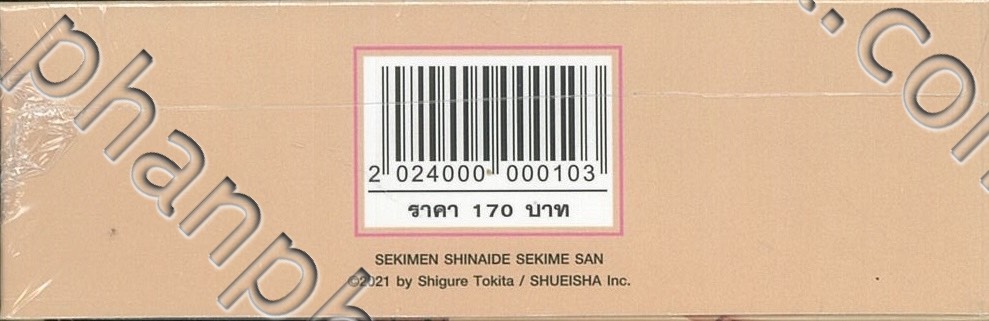 phanph
.com
2 024000 000103
ราคา 170 บาท
SEKIMEN SHINAIDE SEKIME SAN
©2021 by Shigure Tokita / SHUEISHA Inc.